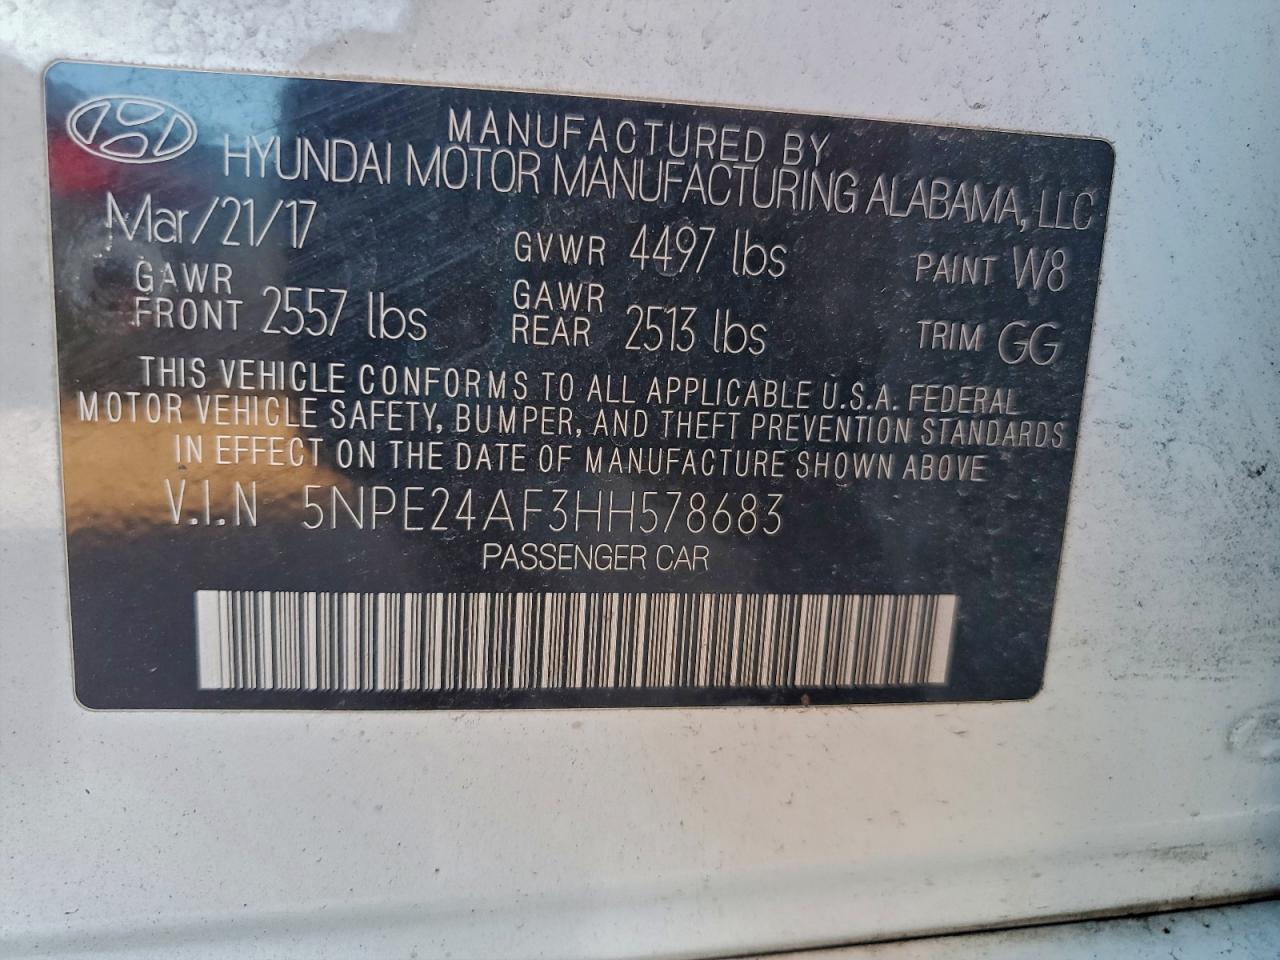 MANUFACTURED BY
HYUNDAI MOTOR MANUFACTURING ALABAMA, LLC
Mar/21/17 GVWR 4497 lbs PAINT W8
GAWR FRONT 2557 lbs GAWR REAR 2513 lbs TRIM GG
THIS VEHICLE CONFORMS TO ALL APPLICABLE U.S.A. FEDERAL
MOTOR VEHICLE SAFETY, BUMPER, AND THEFT PREVENTION STANDARDS
IN EFFECT ON THE DATE OF MANUFACTURE SHOWN ABOVE
V.I.N 5NPE24AF3HH578683
PASSENGER CAR